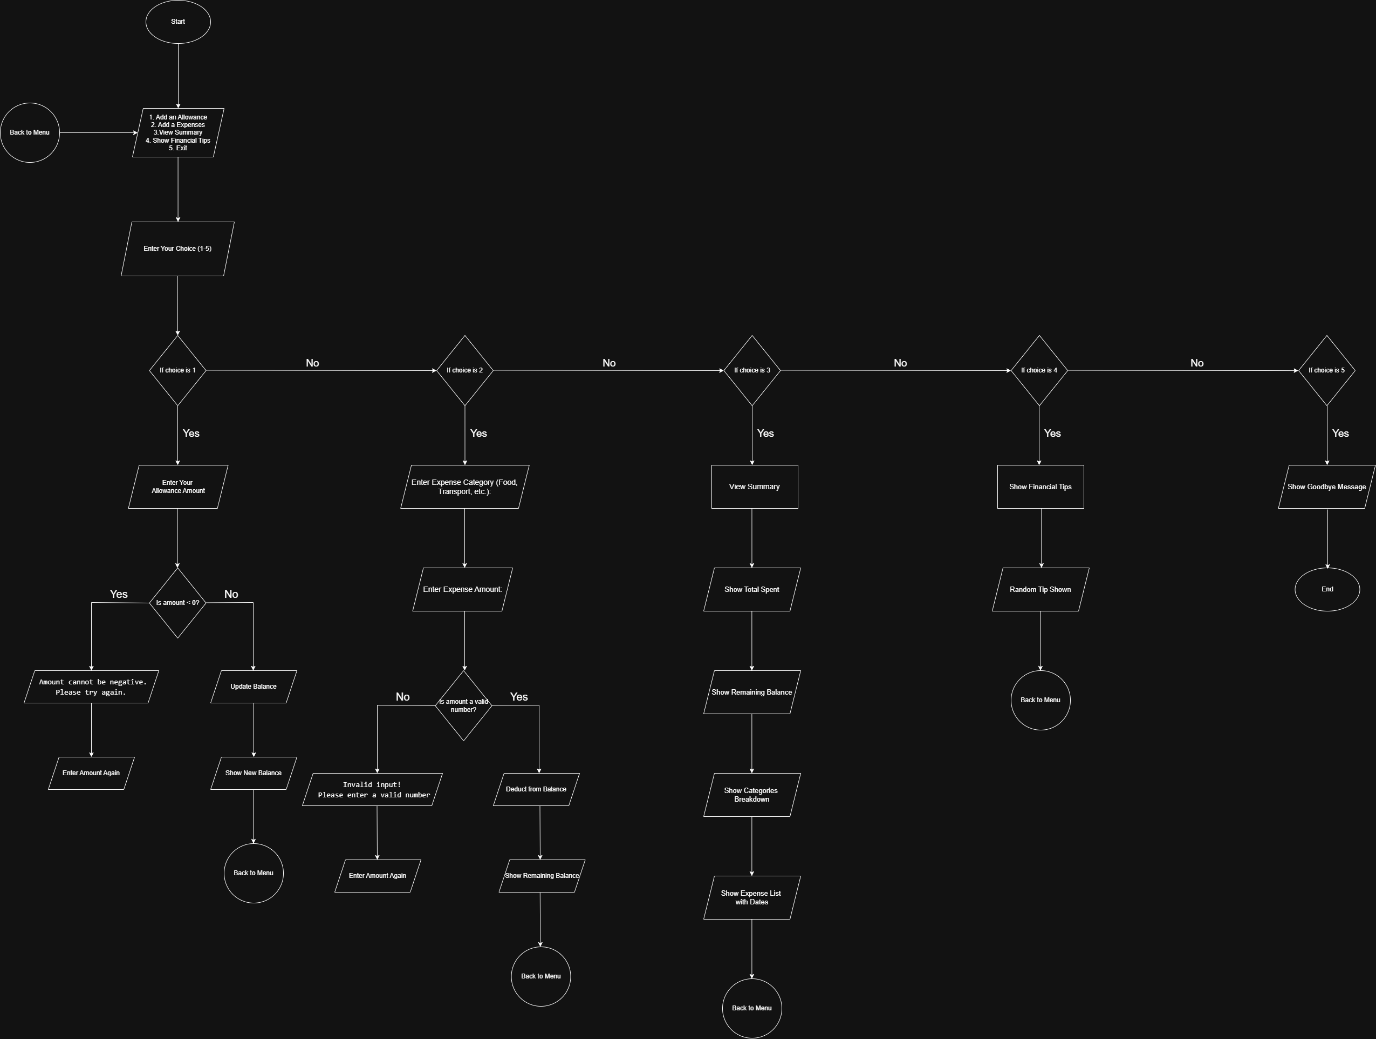 Start
Back to Menu
1. Add an Allowance
2. Add a Expenses
3.View Summary
4. Show Financial Tips
5. Exit
Enter Your Choice (1-5)
If choice is 1
No
If choice is 2
No
If choice is 3
No
If choice is 4
No
If choice is 5
Yes
Yes
Yes
Yes
Yes
Enter Your
Allowance Amount
Enter Expense Category (Food,
Transport, etc.):
View Summary
Show Financial Tips
Show Goodbye Message
Yes
Is amount < 0?
No
Enter Expense Amount:
Show Total Spent
Random Tip Shown
End
Amount cannot be negative.
Please try again.
Update Balance
No
Is amount a valid
number?
Yes
Show Remaining Balance
Back to Menu
Enter Amount Again
Show New Balance
Invalid input!
Please enter a valid number
Deduct from Balance
Show Categories
Breakdown
Back to Menu
Enter Amount Again
Show Remaining Balance
Show Expense List
with Dates
Back to Menu
Back to Menu